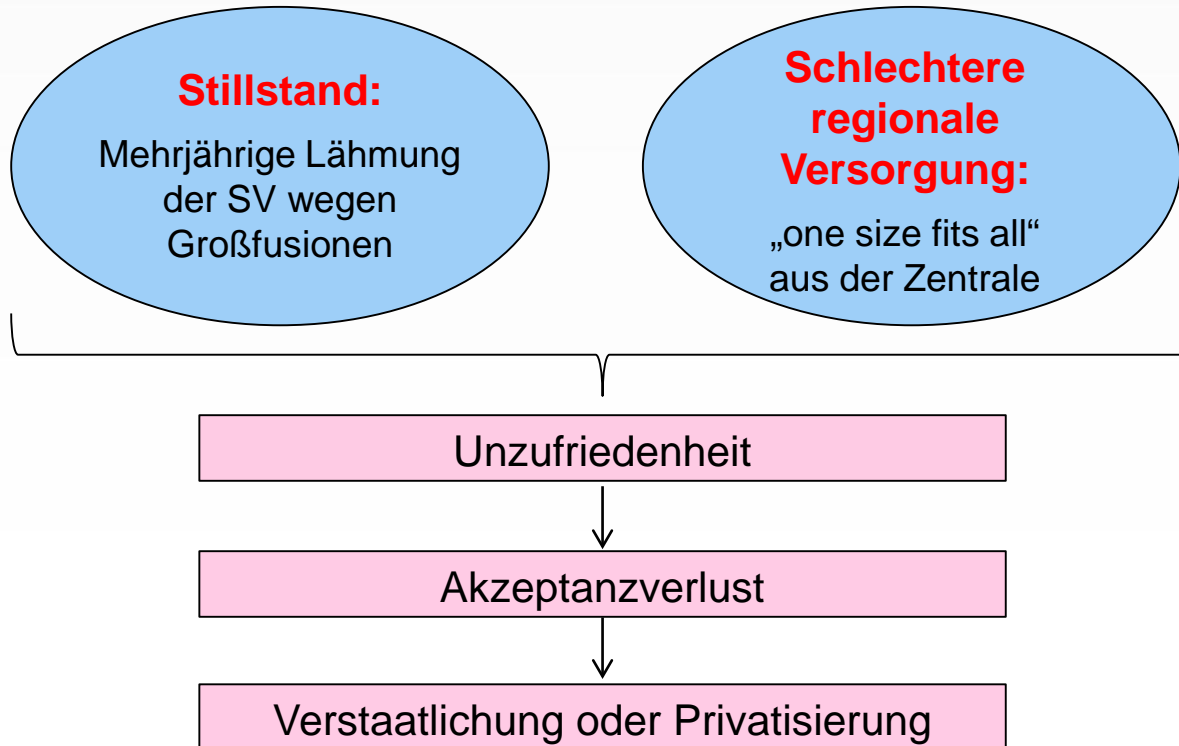 Stillstand:
Mehrjährige Lähmung
der SV wegen
Großfusionen
Schlechtere
regionale
Versorgung:
„one size fits all“
aus der Zentrale
Unzufriedenheit
Akzeptanzverlust
Verstaatlichung oder Privatisierung